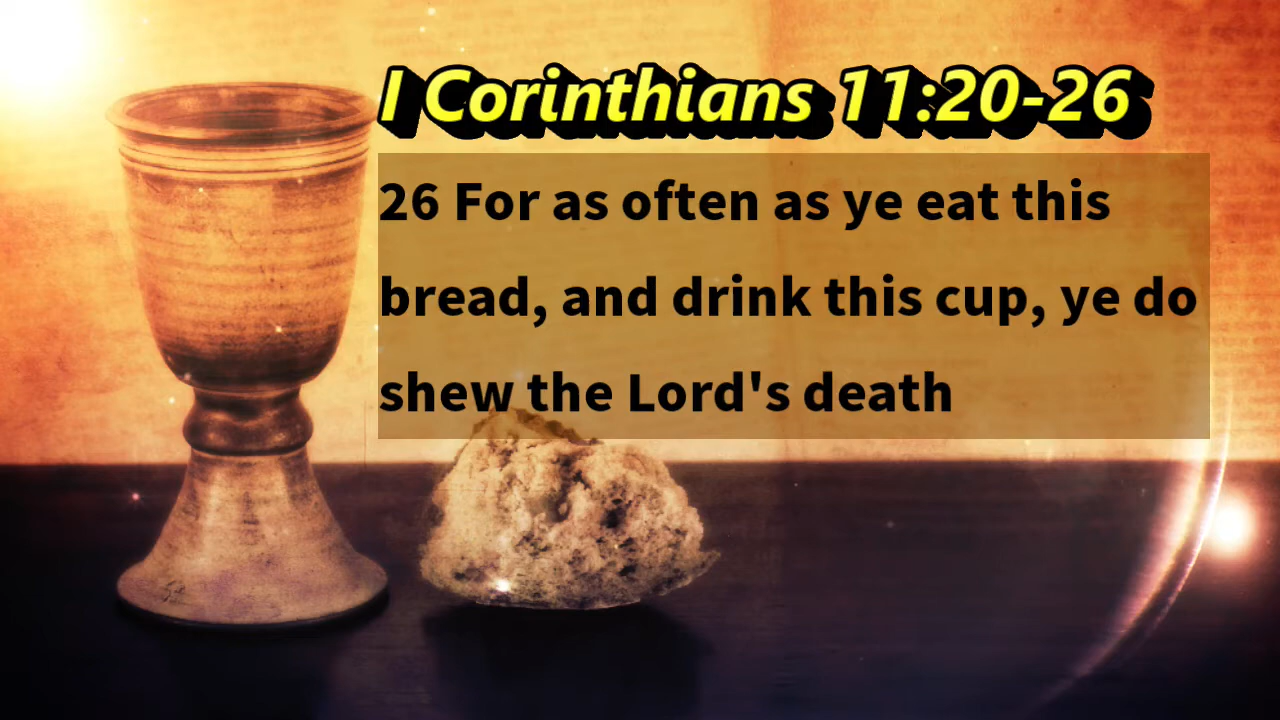 I Corinthians 11:20-26
26 For as often as ye eat this
bread, and drink this cup, ye do
shew the Lord's death